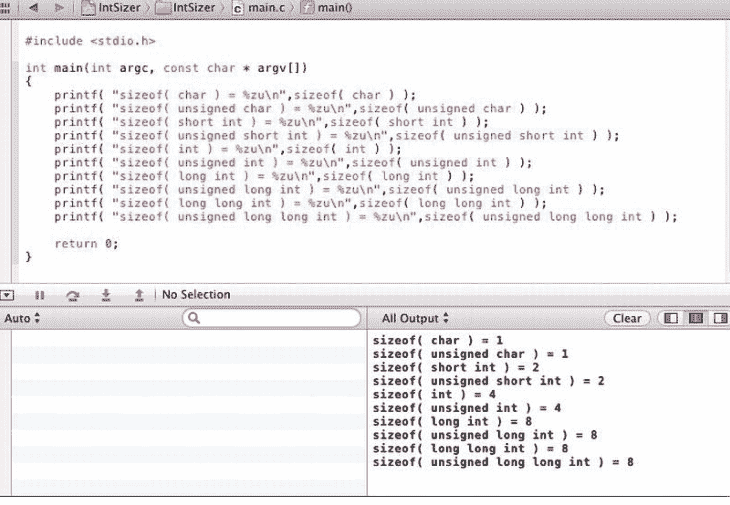 IntSizer IntSizer main.c main()
#include <stdio.h>
int main(int argc, const char * argv[])
{
    printf( "sizeof( char ) = %zu\n",sizeof( char ) );
    printf( "sizeof( unsigned char ) = %zu\n",sizeof( unsigned char ) );
    printf( "sizeof( short int ) = %zu\n",sizeof( short int ) );
    printf( "sizeof( unsigned short int ) = %zu\n",sizeof( unsigned short int ) );
    printf( "sizeof( int ) = %zu\n",sizeof( int ) );
    printf( "sizeof( unsigned int ) = %zu\n",sizeof( unsigned int ) );
    printf( "sizeof( long int ) = %zu\n",sizeof( long int ) );
    printf( "sizeof( unsigned long int ) = %zu\n",sizeof( unsigned long int ) );
    printf( "sizeof( long long int ) = %zu\n",sizeof( long long int ) );
    printf( "sizeof( unsigned long long int ) = %zu\n",sizeof( unsigned long long int ) );
    return 0;
}
No Selection
Auto
All Output
Clear
sizeof( char ) = 1
sizeof( unsigned char ) = 1
sizeof( short int ) = 2
sizeof( unsigned short int ) = 2
sizeof( int ) = 4
sizeof( unsigned int ) = 4
sizeof( long int ) = 8
sizeof( unsigned long int ) = 8
sizeof( long long int ) = 8
sizeof( unsigned long long int ) = 8